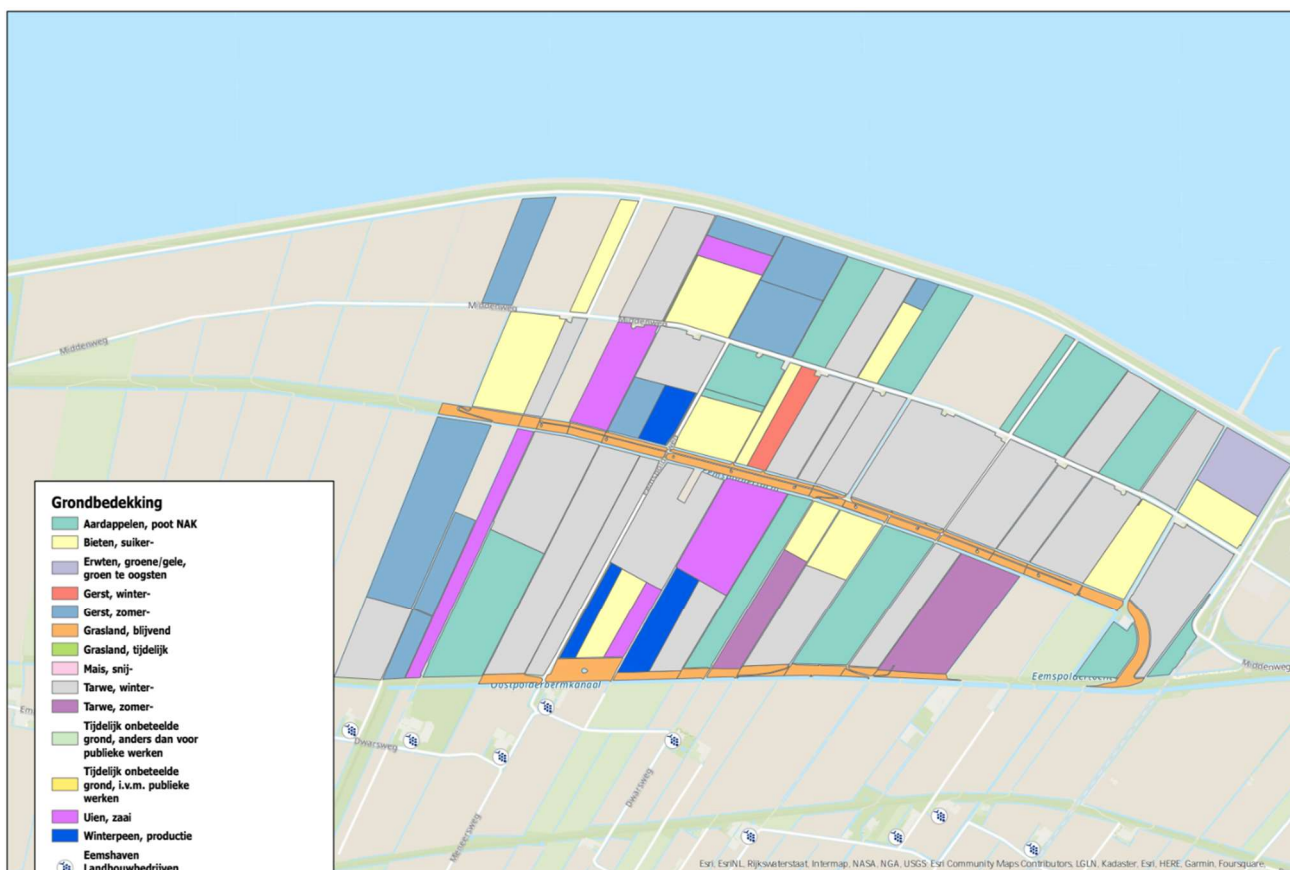 Middenweg
Middenweg
Middenweg
Grondbedekking
Aardappelen, poot NAK
Bieten, suiker-
Erwten, groene/gele,
groen te oogsten
Gerst, winter-
Gerst, zomer-
Grasland, blijvend
Grasland, tijdelijk
Mais, snij-
Tarwe, winter-
Tarwe, zomer-
Tijdelijk onbeteelde
grond, anders dan voor
publieke werken
Tijdelijk onbeteelde
grond, i.v.m. publieke
werken
Uien, zaai
Winterpeen, productie
Eemshaven
Landbouwbedrijven
Oostpolderbermkanaal
Eemspoldertocht
Middenweg
Dwarsweg
Dwarsweg
Meijersweg
Esri, EsriNL, Rijkswaterstaat, Intermap, NASA, NGA, USGS; Esri Community Maps Contributors, LGLN, Kadaster, Esri, HERE, Garmin, Foursquare,